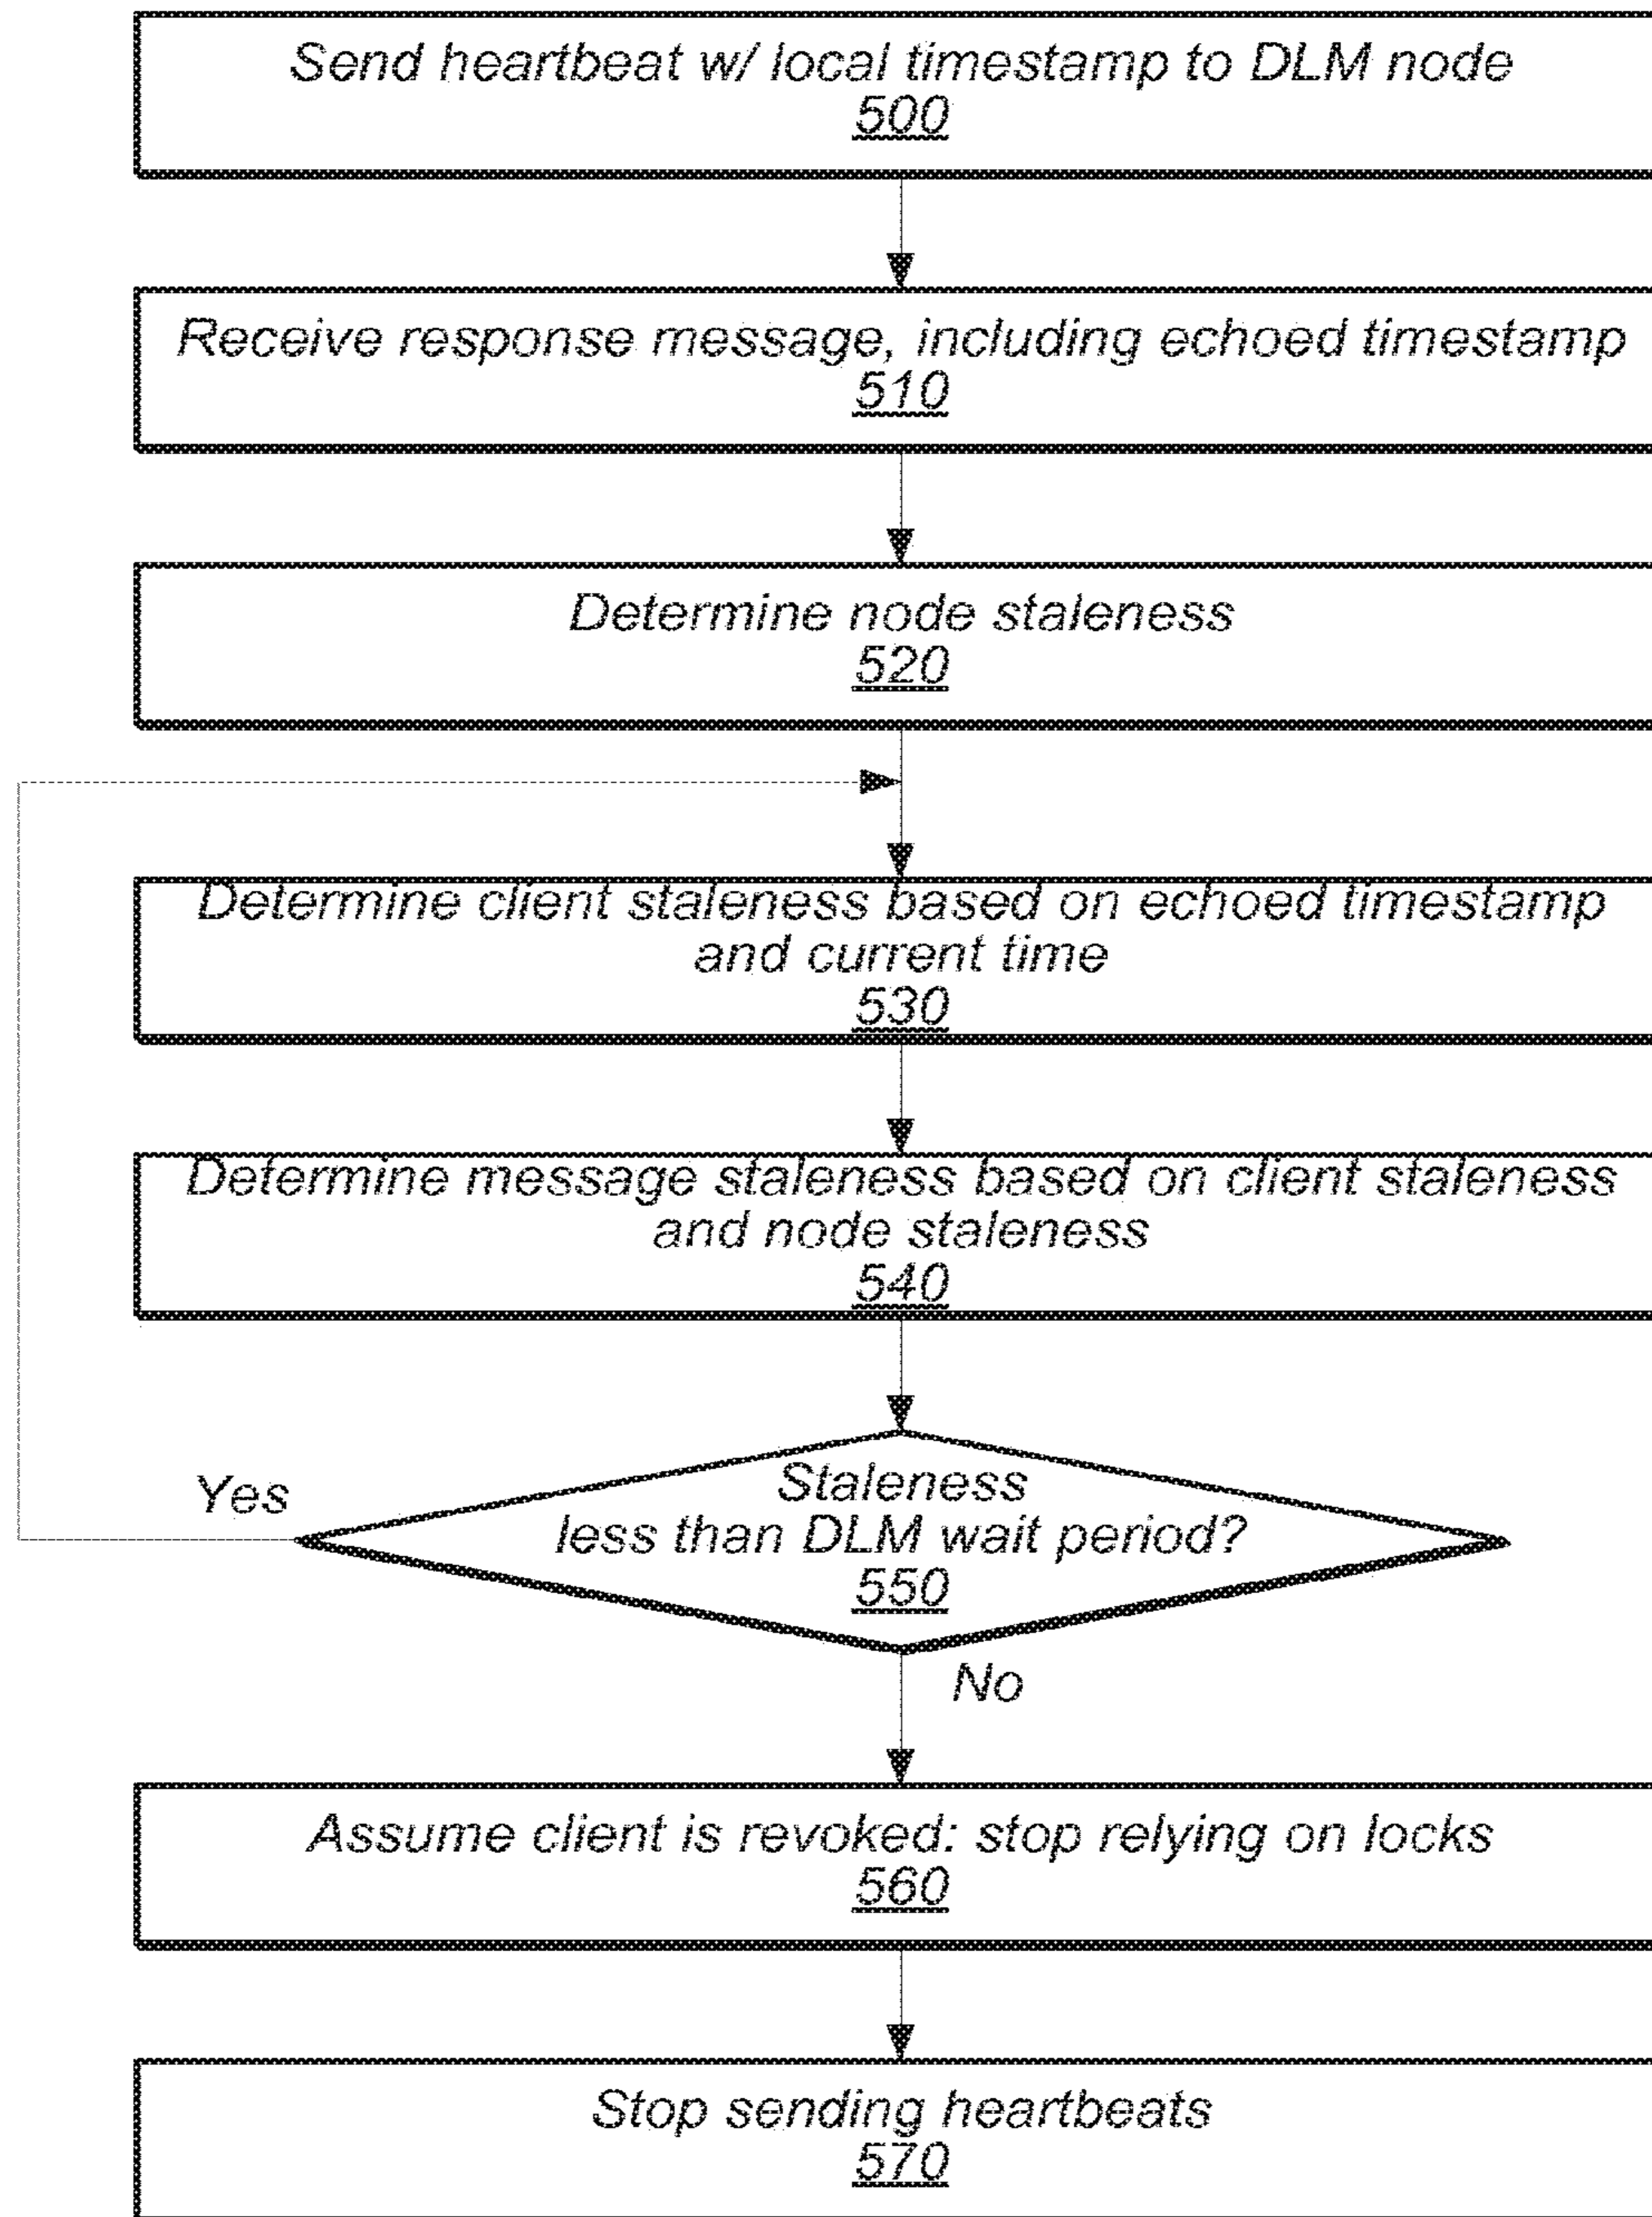 Send heartbeat w/ local timestamp to DLM node
500
Receive response message, including echoed timestamp
510
Determine node staleness
520
Determine client staleness based on echoed timestamp
and current time
530
Determine message staleness based on client staleness
and node staleness
540
Staleness
less than DLM wait period?
550
Yes
No
Assume client is revoked: stop relying on locks
560
Stop sending heartbeats
570